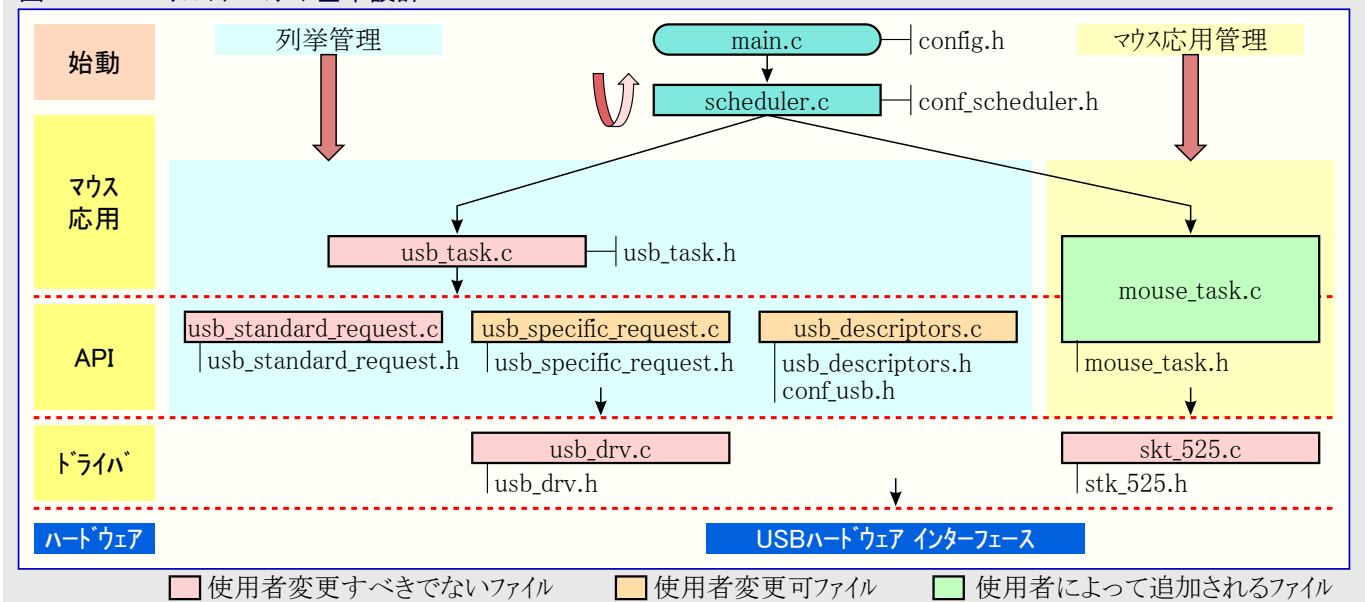 列挙管理
main.c
config.h
マウス応用管理
始動
scheduler.c
conf_scheduler.h
マウス
応用
usb_task.c
usb_task.h
mouse_task.c
API
usb_standard_request.c
usb_specific_request.c
usb_descriptors.c
usb_standard_request.h
usb_specific_request.h
usb_descriptors.h
conf_usb.h
mouse_task.h
ドライバ
usb_drv.c
skt_525.c
usb_drv.h
stk_525.h
ハードウェア
USBハードウェア インターフェース
使用者変更すべきでないファイル
使用者変更可ファイル
使用者によって追加されるファイル